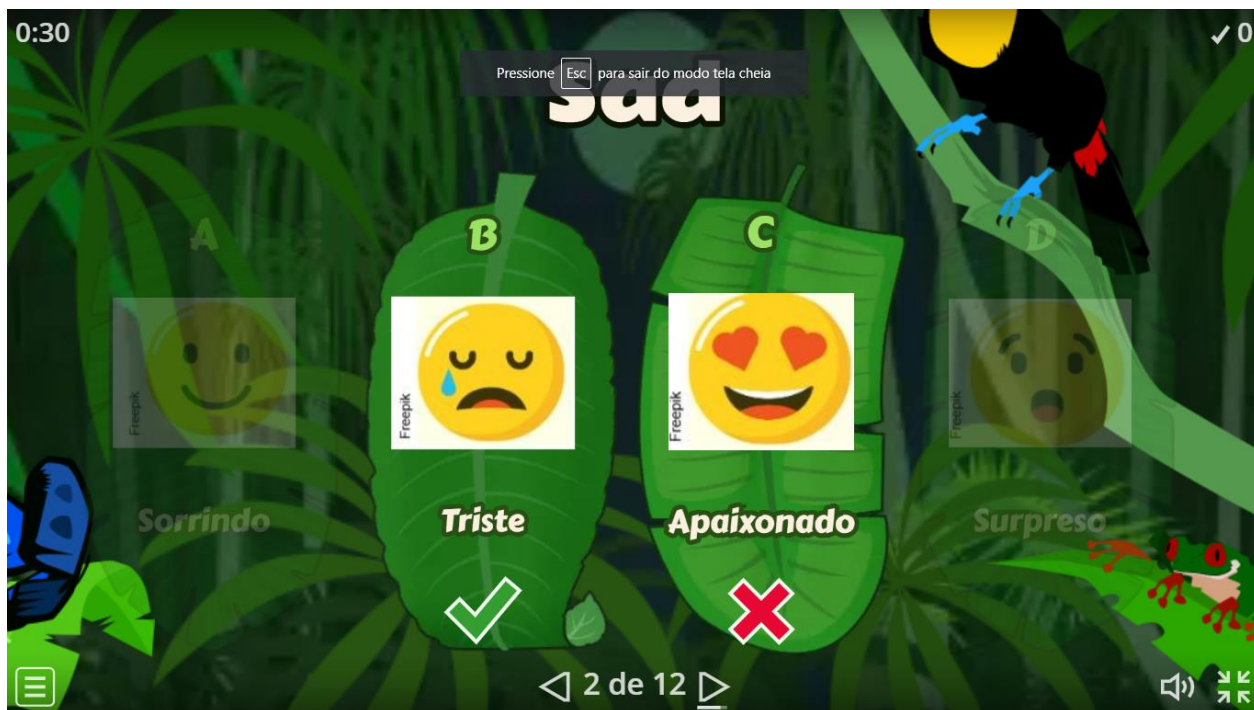 0:30
0
Pressione Esc para sair do modo tela cheia
sad
A
B
C
D
Freepik
Freepik
Freepik
Freepik
Sorrindo
Triste
Apaixonado
Surpreso
2 de 12